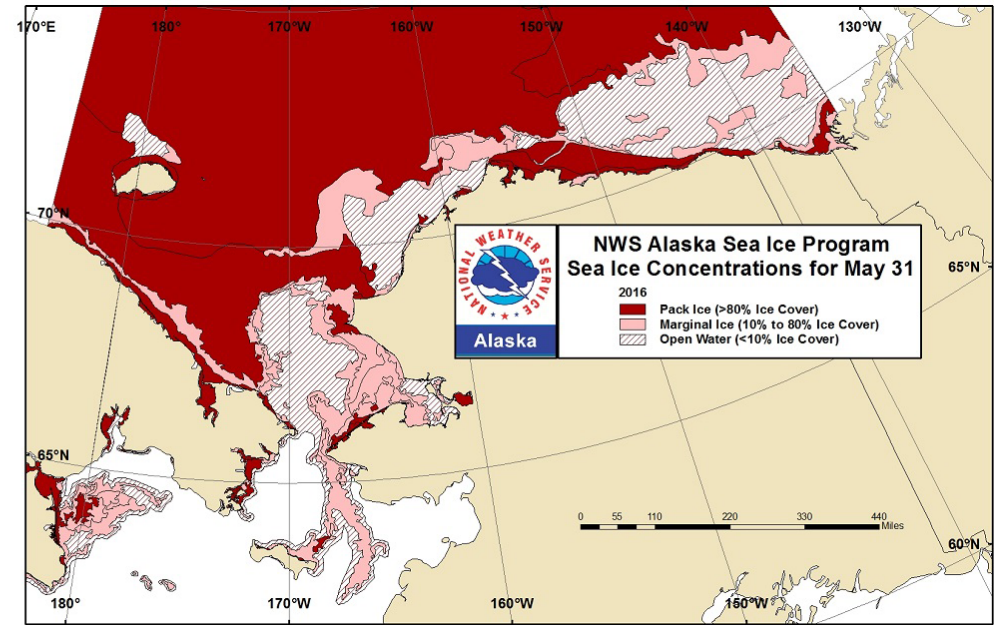 170°E 180° 170°W 160°W 150°W 140°W 130°W
70°N
NATIONAL WEATHER SERVICE
Alaska
NWS Alaska Sea Ice Program
Sea Ice Concentrations for May 31
2016
Pack Ice (>80% Ice Cover)
Marginal Ice (10% to 80% Ice Cover)
Open Water (<10% Ice Cover)
65°N
65°N
0 55 110 220 330 440
Miles
60°N
180° 170°W 160°W 150°W